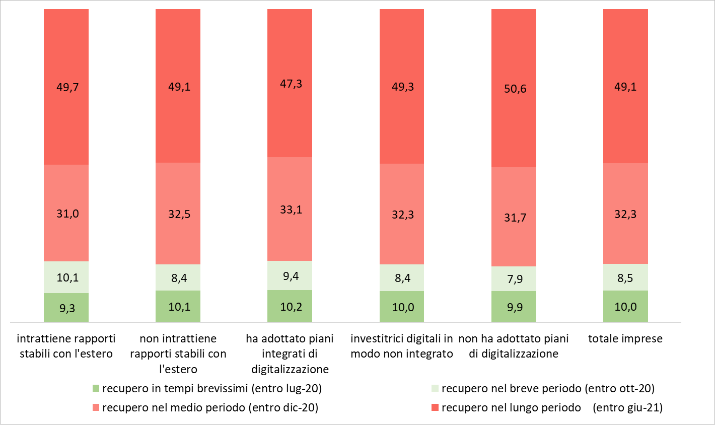 49,7 49,1 47,3 49,3 50,6 49,1
31,0 32,5 33,1 32,3 31,7 32,3
10,1 8,4 9,4 8,4 7,9 8,5
9,3 10,1 10,2 10,0 9,9 10,0
intrattiene rapporti
stabili con l'estero
non intrattiene
rapporti stabili con
l'estero
ha adottato piani
integrati di
digitalizzazione
investitrici digitali in
modo non integrato
non ha adottato piani
di digitalizzazione
totale imprese
recupero in tempi brevissimi (entro lug-20)
recupero nel breve periodo (entro ott-20)
recupero nel medio periodo (entro dic-20)
recupero nel lungo periodo (entro giu-21)